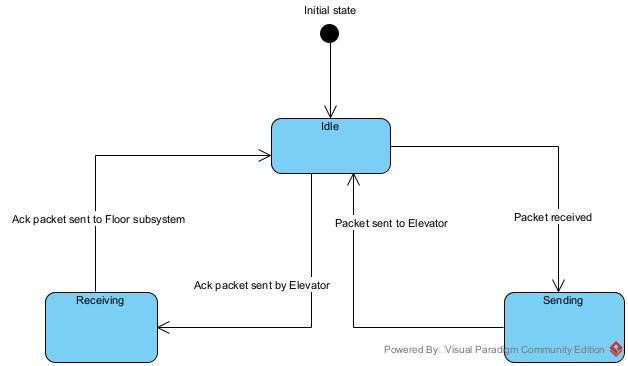 Initial state
Idle
Ack packet sent to Floor subsystem
Packet sent to Elevator
Packet received
Ack packet sent by Elevator
Receiving
Sending
Powered By Visual Paradigm Community Edition